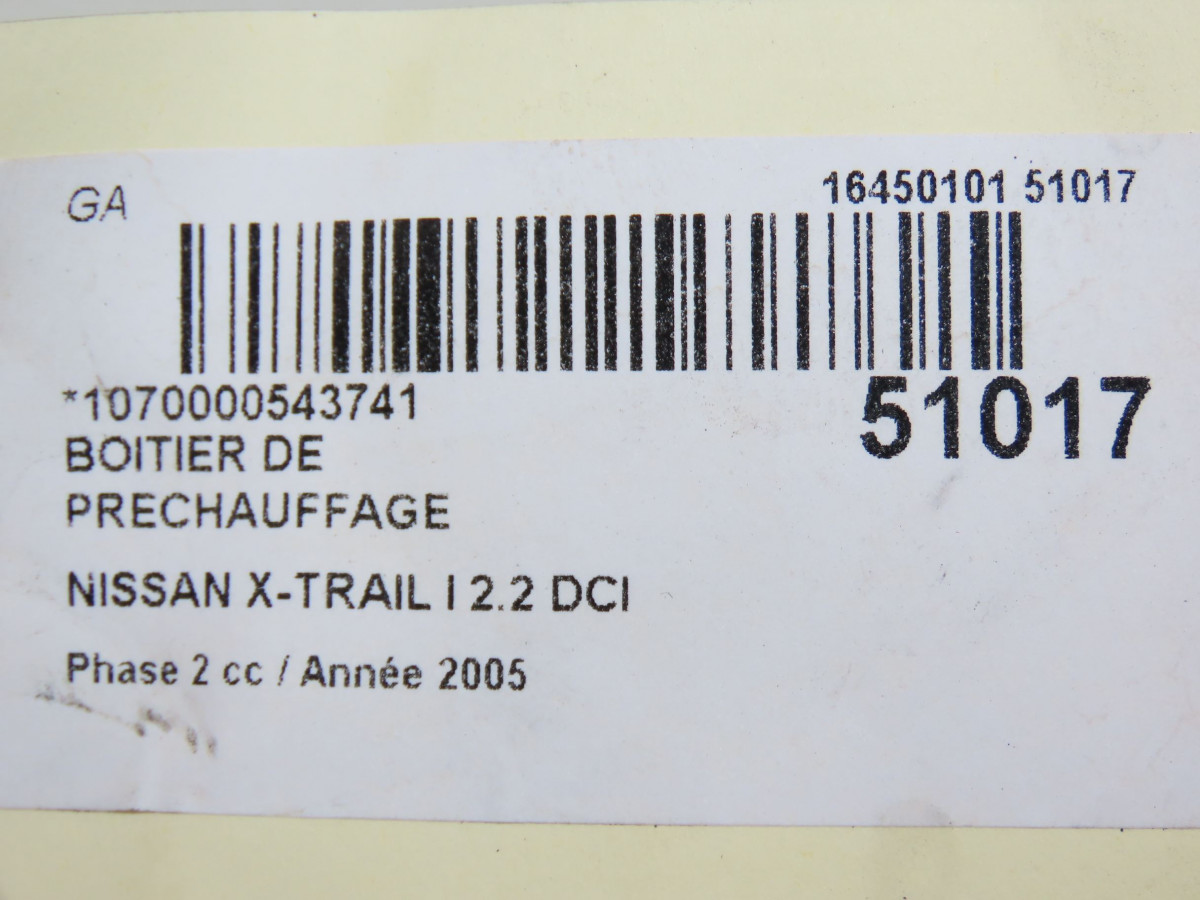 GA
16450101 51017
*1070000543741
51017
BOITIER DE
PRECHAUFFAGE
NISSAN X-TRAIL I 2.2 DCI
Phase 2 cc / Année 2005